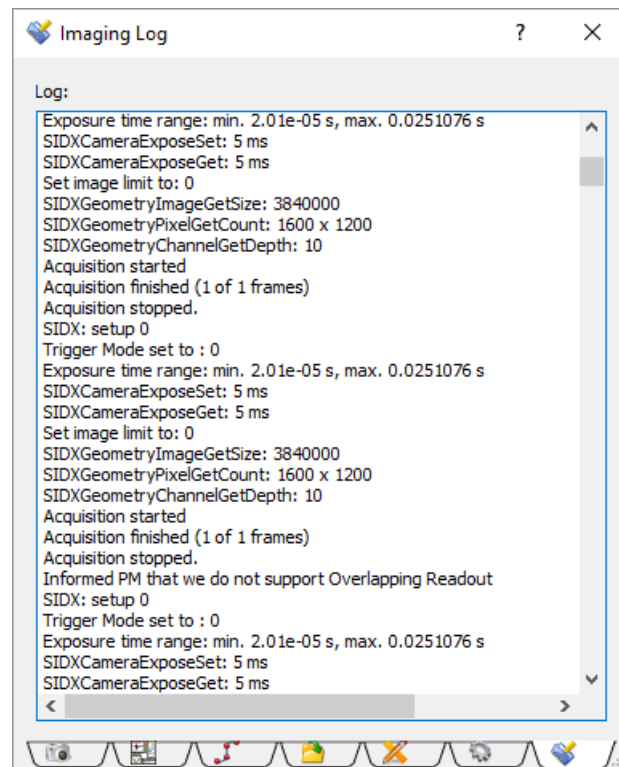 Imaging Log
Log:
Exposure time range: min. 2.01e-05 s, max. 0.0251076 s
SIDXCameraExposeSet: 5 ms
SIDXCameraExposeGet: 5 ms
Set image limit to: 0
SIDXGeometryImageGetSize: 3840000
SIDXGeometryPixelGetCount: 1600 x 1200
SIDXGeometryChannelGetDepth: 10
Acquisition started
Acquisition finished (1 of 1 frames)
Acquisition stopped.
SIDX: setup 0
Trigger Mode set to : 0
Exposure time range: min. 2.01e-05 s, max. 0.0251076 s
SIDXCameraExposeSet: 5 ms
SIDXCameraExposeGet: 5 ms
Set image limit to: 0
SIDXGeometryImageGetSize: 3840000
SIDXGeometryPixelGetCount: 1600 x 1200
SIDXGeometryChannelGetDepth: 10
Acquisition started
Acquisition finished (1 of 1 frames)
Acquisition stopped.
Informed PM that we do not support Overlapping Readout
SIDX: setup 0
Trigger Mode set to : 0
Exposure time range: min. 2.01e-05 s, max. 0.0251076 s
SIDXCameraExposeSet: 5 ms
SIDXCameraExposeGet: 5 ms